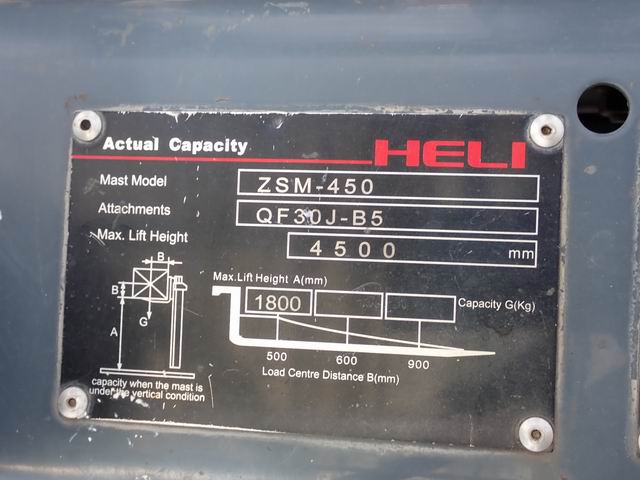 Actual Capacity HELI
Mast Model ZSM-450
Attachments QF30J-B5
Max. Lift Height 4500 mm
Max. Lift Height A(mm)
1800 Capacity G(Kg)
500 600 900
Load Centre Distance B(mm)
B
B
G
A
capacity when the mast is
under the vertical condition